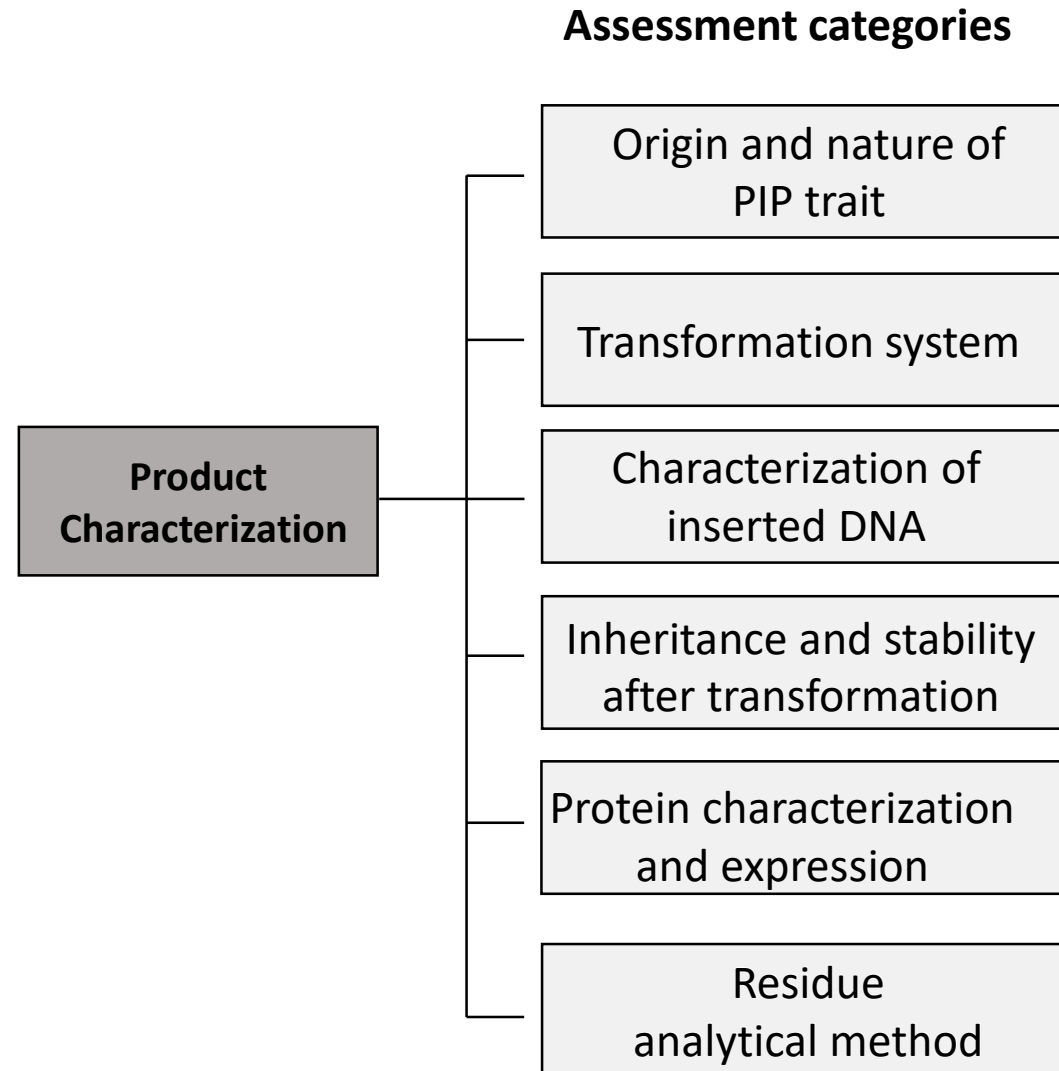 Assessment categories
Origin and nature of
PIP trait
Transformation system
Product
Characterization
Characterization of
inserted DNA
Inheritance and stability
after transformation
Protein characterization
and expression
Residue
analytical method